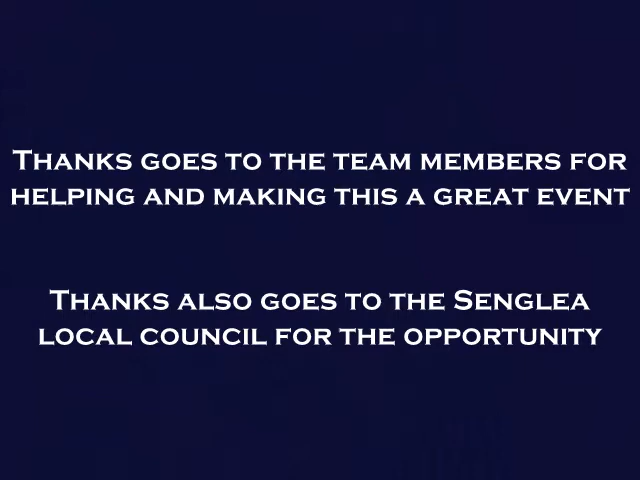 Thanks goes to the team members for
helping and making this a great event
Thanks also goes to the Senglea
local council for the opportunity